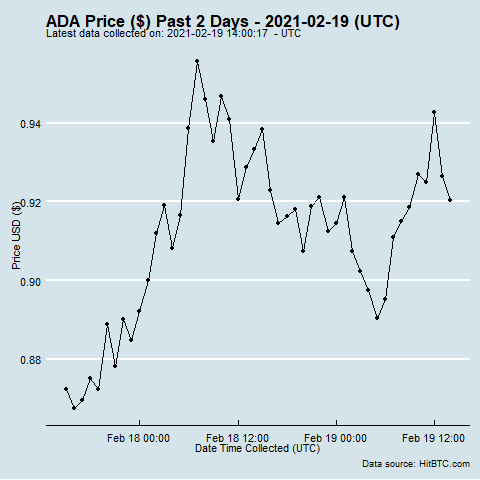 ADA Price ($) Past 2 Days - 2021-02-19 (UTC)
Latest data collected on: 2021-02-19 14:00:17 - UTC
0.94
0.92
0.90
0.88
Price USD ($)
Feb 18 00:00 Feb 18 12:00 Feb 19 00:00 Feb 19 12:00
Date Time Collected (UTC)
Data source: HitBTC.com